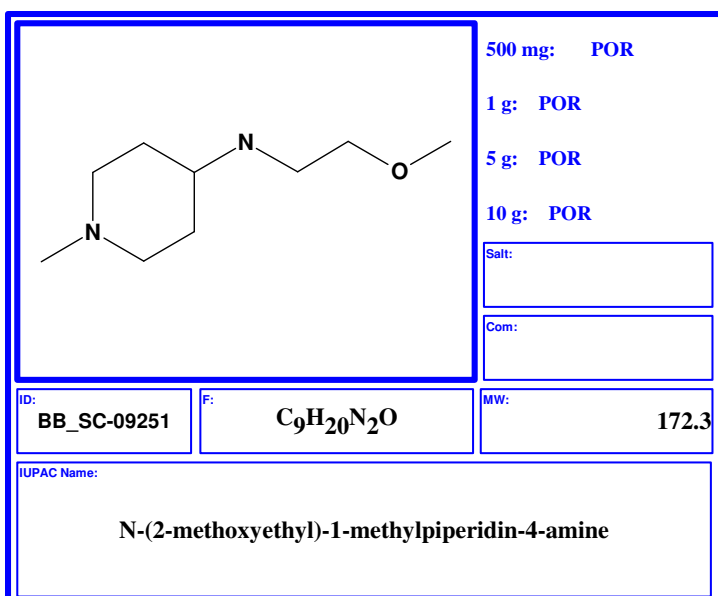 500 mg: POR
1 g: POR
5 g: POR
10 g: POR
N
O
N
Salt:
Com:
ID:
BB_SC-09251
F:
C9H20N2O
MW:
172.3
IUPAC Name:
N-(2-methoxyethyl)-1-methylpiperidin-4-amine